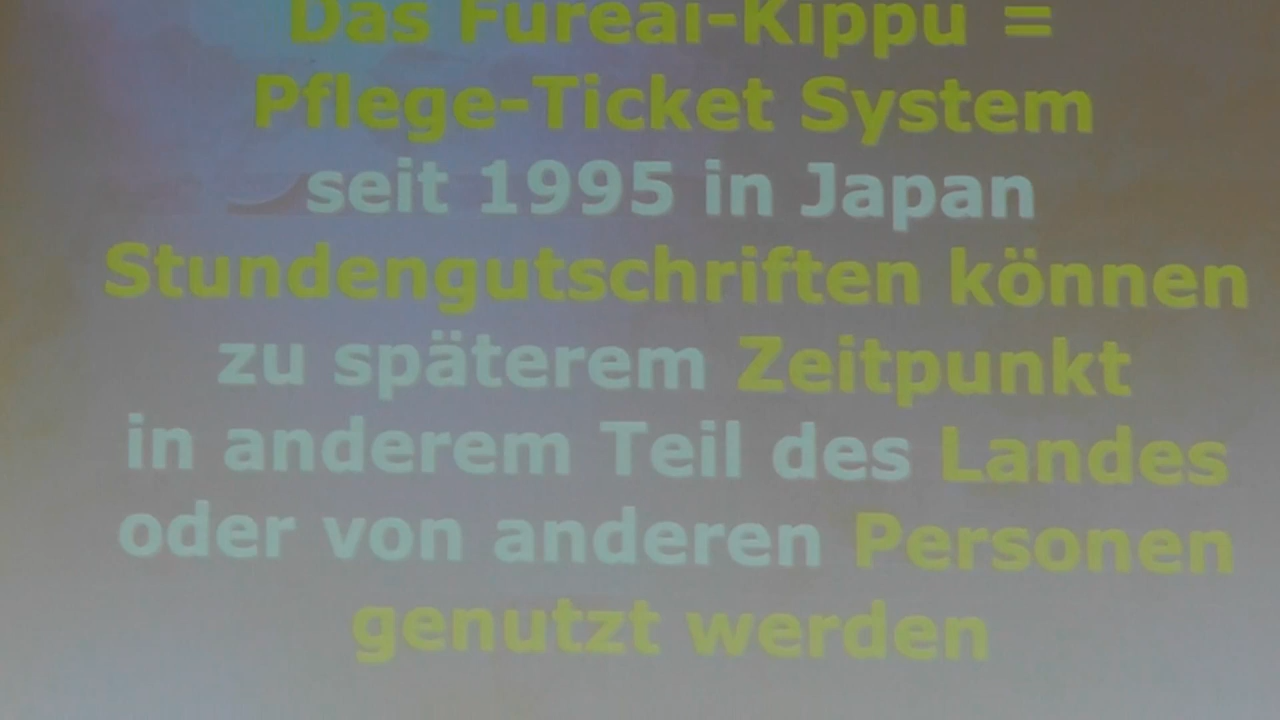 Das Fureai-Kippu =
Pflege-Ticket System
seit 1995 in Japan
Stundengutschriften können
zu späterem Zeitpunkt
in anderem Teil des Landes
oder von anderen Personen
genutzt werden